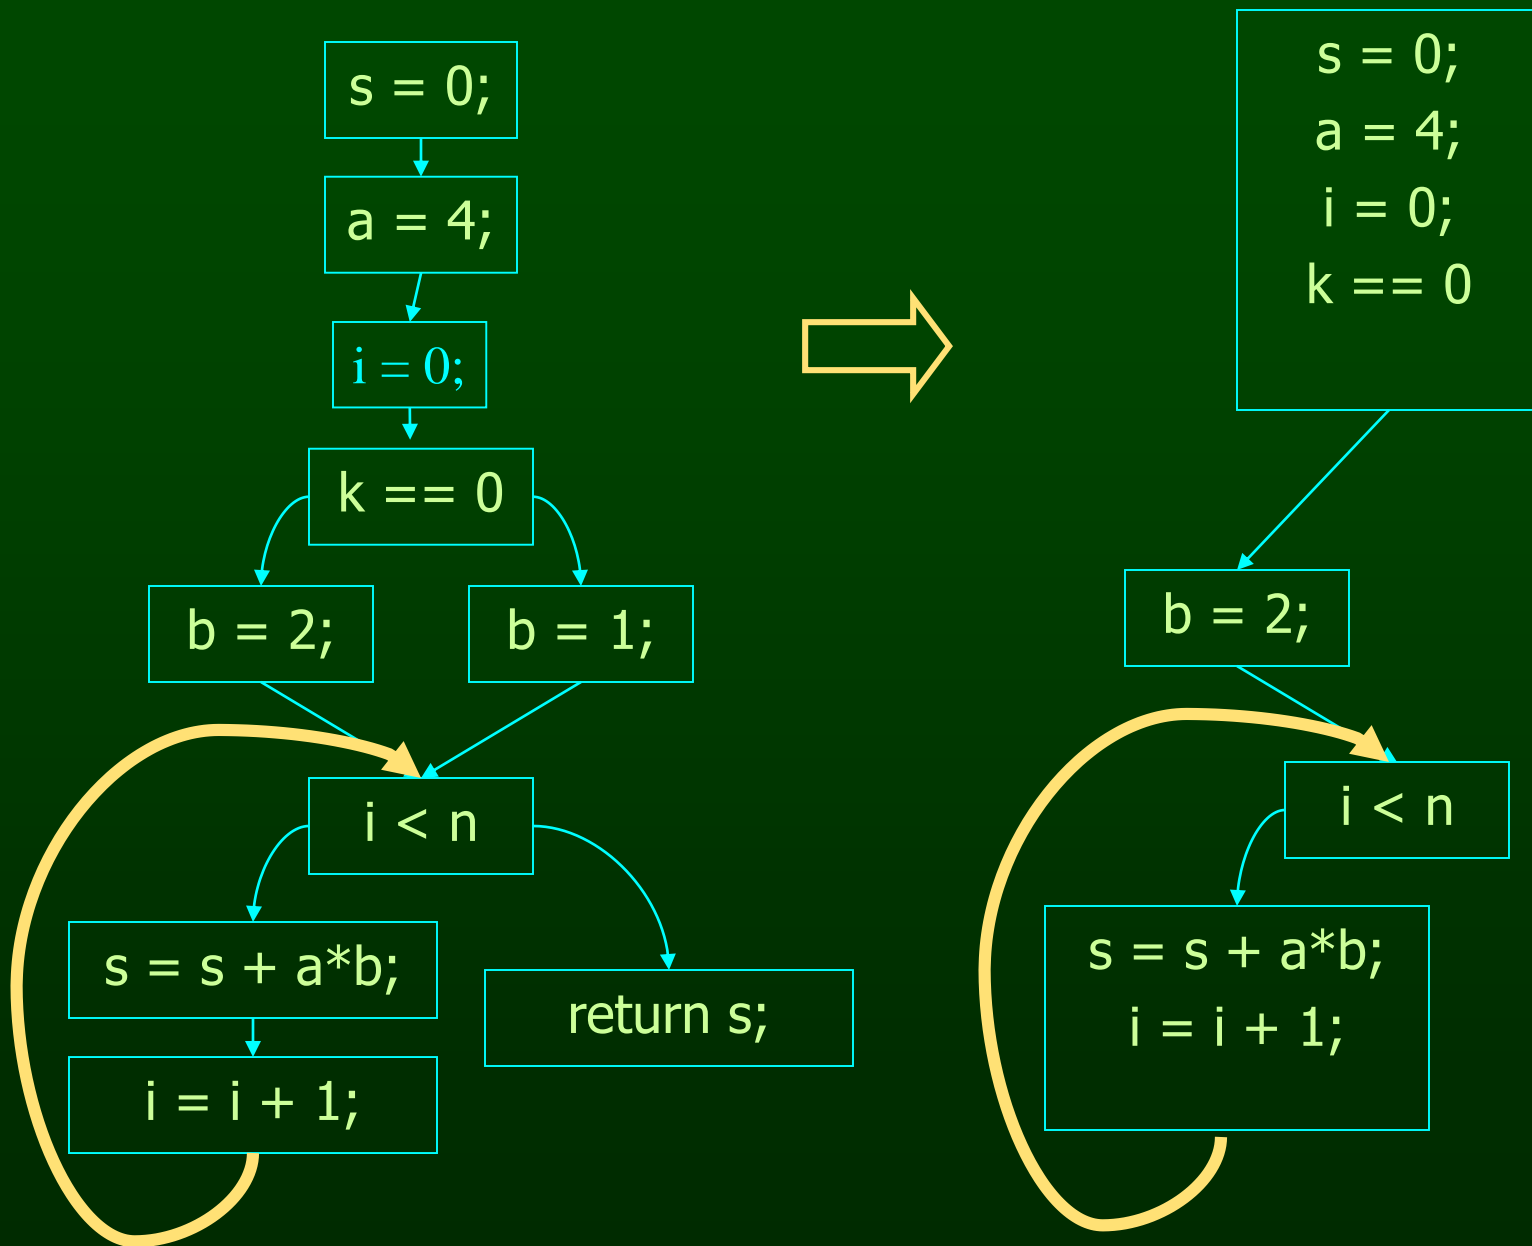 s = 0;
a = 4;
i = 0;
k == 0
b = 2;
b = 1;
i < n
s = s + a*b;
return s;
i = i + 1;
s = 0;
a = 4;
i = 0;
k == 0
b = 2;
i < n
s = s + a*b;
i = i + 1;